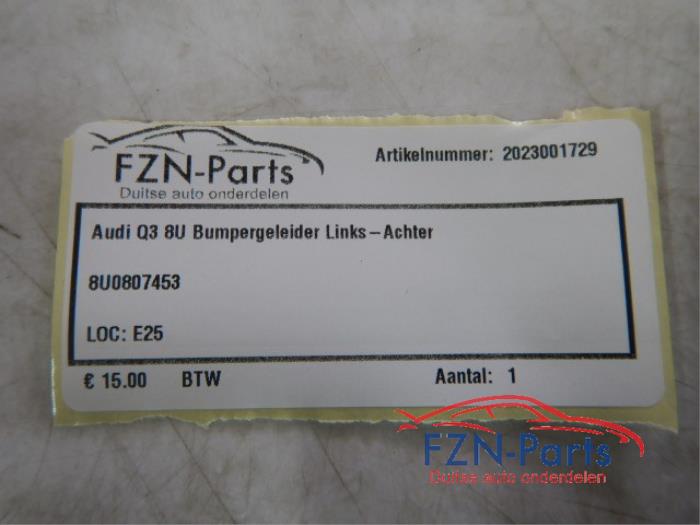 FZN-Parts
Duitse auto onderdelen
Artikelnummer: 2023001729
Audi Q3 8U Bumpergeleider Links-Achter
8U0807453
LOC: E25
€ 15.00 BTW Aantal: 1
FZN-Parts
Duitse auto onderdelen